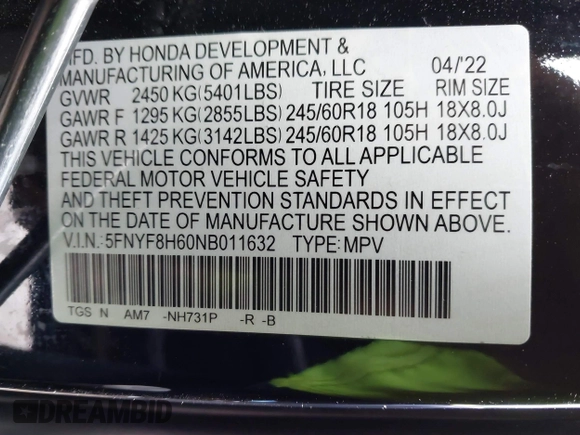 MFD. BY HONDA DEVELOPMENT &
MANUFACTURING OF AMERICA, LLC 04/'22
GVWR 2450 KG(5401LBS) TIRE SIZE RIM SIZE
GAWR F 1295 KG(2855LBS) 245/60R18 105H 18X8.0J
GAWR R 1425 KG(3142LBS) 245/60R18 105H 18X8.0J
THIS VEHICLE CONFORMS TO ALL APPLICABLE
FEDERAL MOTOR VEHICLE SAFETY
AND THEFT PREVENTION STANDARDS IN EFFECT
ON THE DATE OF MANUFACTURE SHOWN ABOVE.
V.I.N.:5FNYF8H60NB011632 TYPE:MPV
TGS N AM7 -NH731P -R -B
DREAMBID